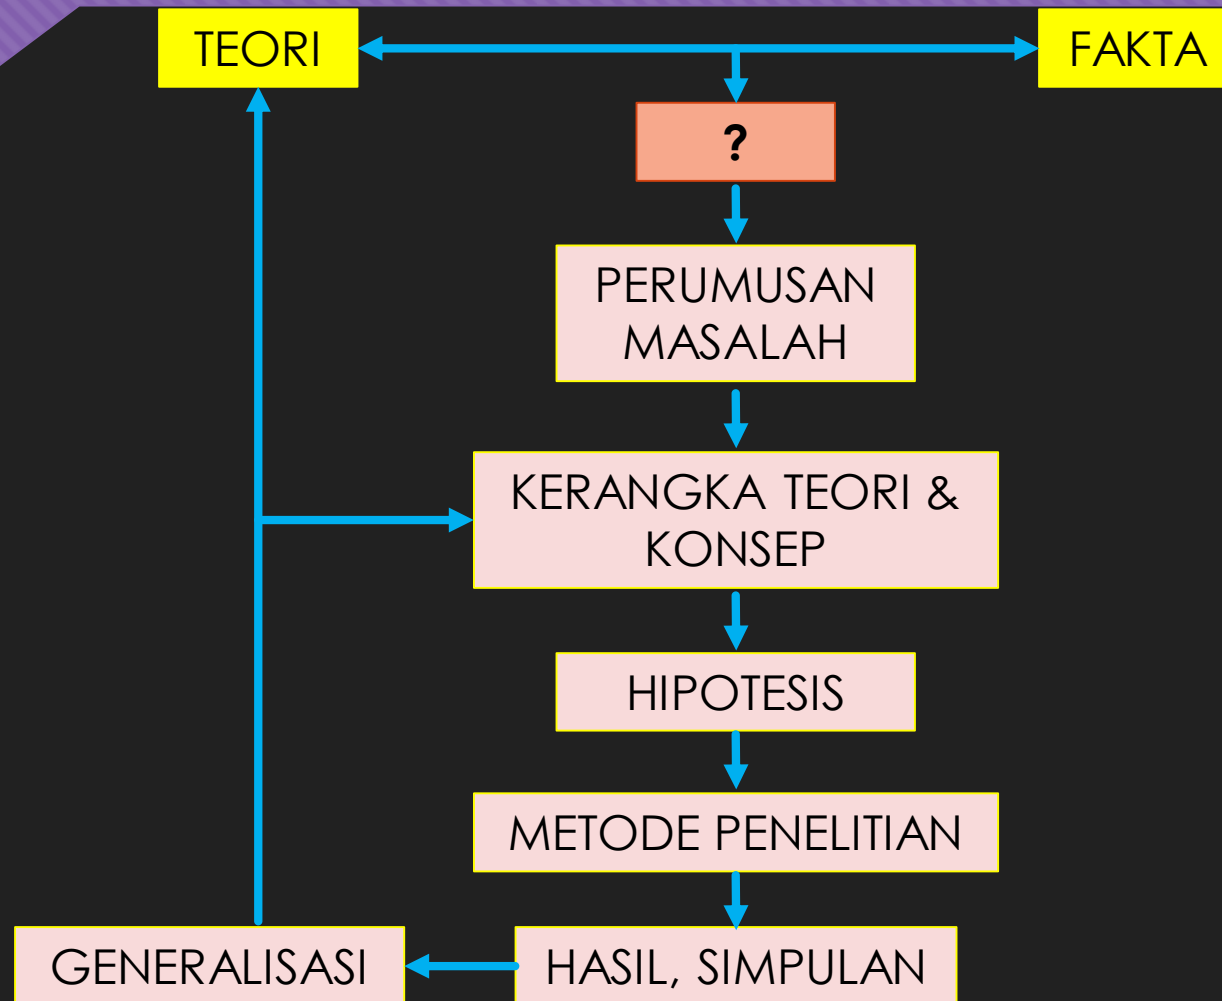 TEORI
FAKTA
?
PERUMUSAN
MASALAH
KERANGKA TEORI &
KONSEP
HIPOTESIS
METODE PENELITIAN
GENERALISASI
HASIL, SIMPULAN